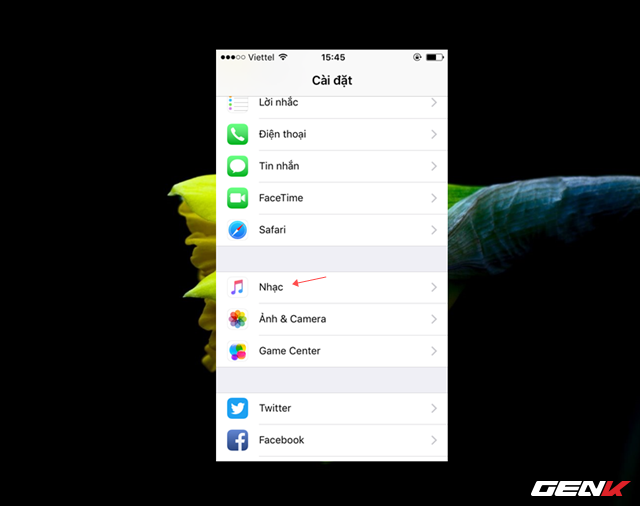 Viettel 15:45
Cài đặt
Lời nhắc
Điện thoại
Tin nhắn
FaceTime
Safari
Nhạc
Ảnh & Camera
Game Center
Twitter
Facebook
GENK